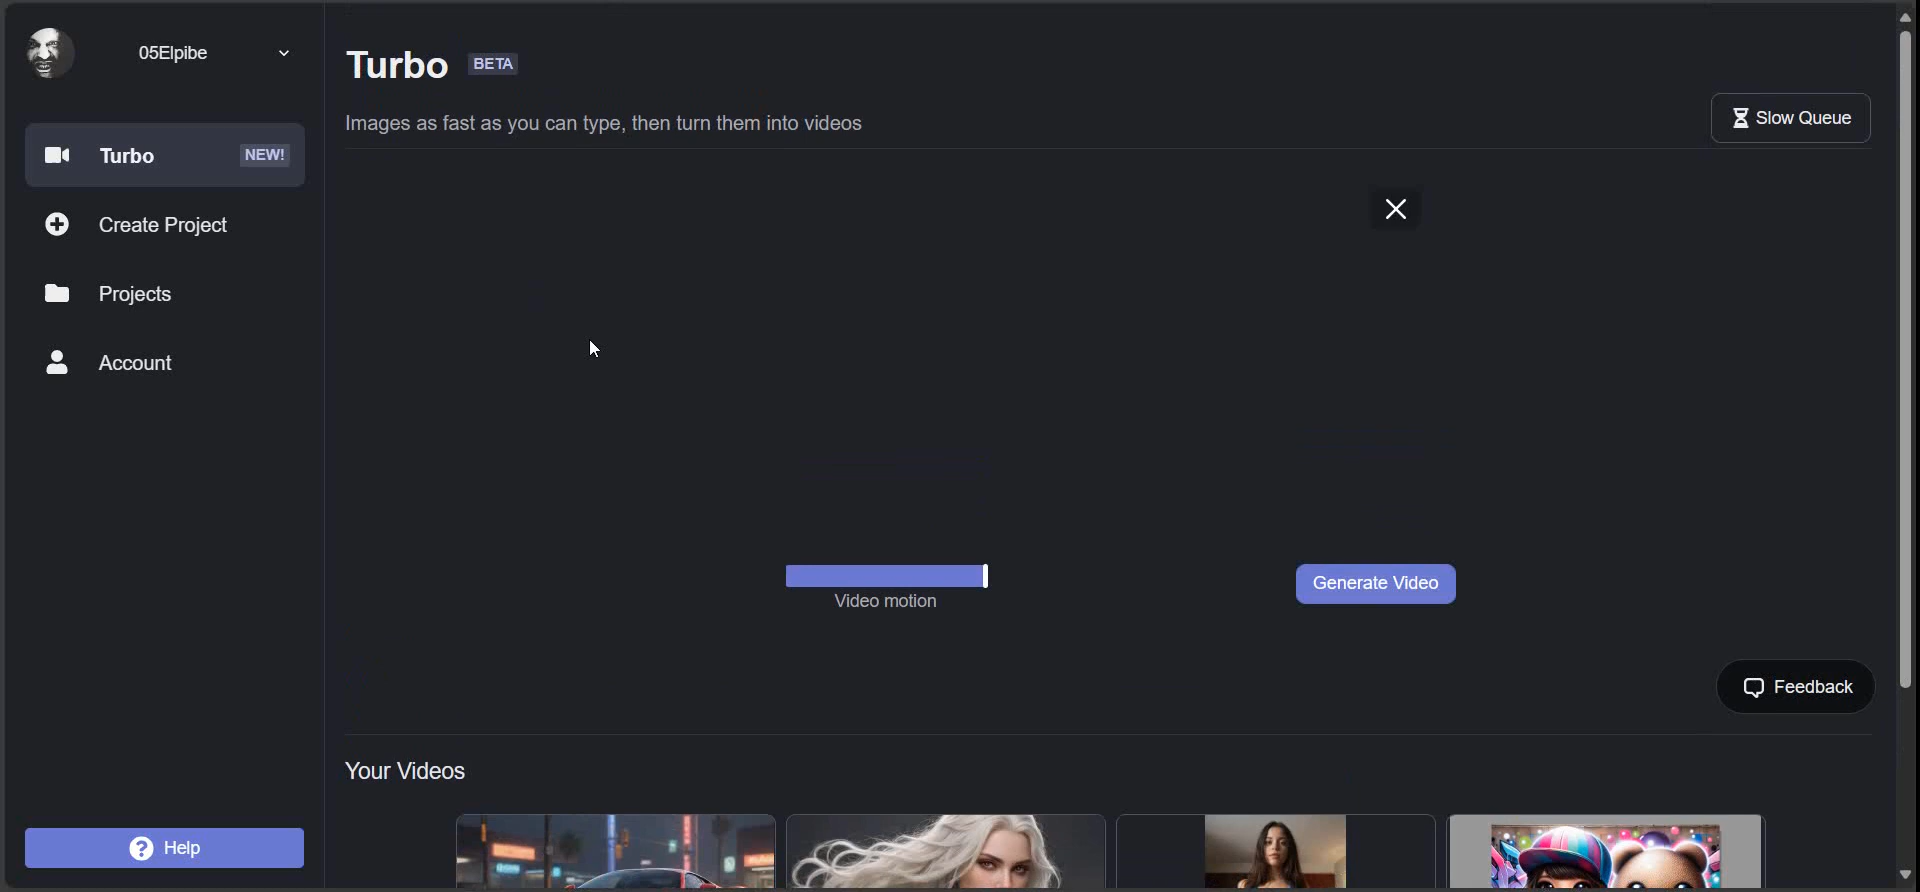 05Elpibe
Turbo NEW!
Create Project
Projects
Account
Help
Turbo BETA
Images as fast as you can type, then turn them into videos
Slow Queue
Video motion
Generate Video
Feedback
Your Videos